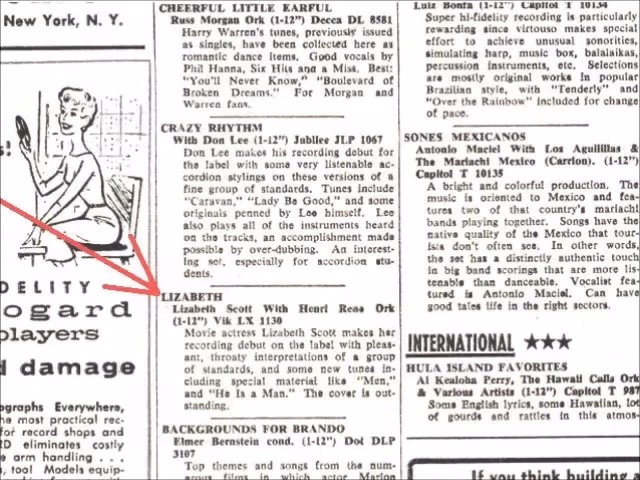 New York, N. Y.
s!
DELITY
ogard
players
d damage
ographs Everywhere,
he most practical rec-
for record shops and
RD eliminates costly
e arm handling . . .
, too! Models equip-
CHEERFUL LITTLE EARFUL
Russ Morgan Ork (1-12") Decca DL 8581
Harry Warren's tunes, previously issued
as singles, have been collected here as
romantic dance items. Good vocals by
Phil Hanna, Six Hits and a Miss. Best:
"You'll Never Know," "Boulevard of
Broken Dreams." For Morgan and
Warren fans.
CRAZY RHYTHM
With Don Lee (1-12") Jubilee JLP 1067
Don Lee makes his recording debut for
the label with some very listenable ac-
cordion stylings on these versions of a
fine group of standards. Tunes include
"Caravan," "Lady Be Good," and some
originals penned by Lee himself. Lee
also plays all of the instruments heard
on the tracks, an accomplishment made
possible by over-dubbing. An interest-
ing set, especially for accordion stu-
dents.
LIZABETH
Lizabeth Scott With Henri Rene Ork
(1-12") Vik LX 1130
Movie actress Lizabeth Scott makes her
recording debut on the label with pleas-
ant, throaty interpretations of a group
of standards, and some new tunes in-
cluding special material like "Men,"
and "He Is a Man." The cover is out-
standing.
BACKGROUNDS FOR BRANDO
Elmer Bernstein cond. (1-12") Dot DLP
3107
Top themes and songs from the num-
erous films in which actor Marlon
Luiz Bonfa (1-12") Capitol T 10134
Super hi-fidelity recording is particularly
rewarding since virtuoso makes special
effort to achieve unusual sonorities,
simulating harp, music box, balalikas,
percussion instruments, etc. Selections
are mostly original works in popular
Brazilian style, with "Tenderly" and
"Over the Rainbow" included for change
of pace.
SONES MEXICANOS
Antonio Maciel With Los Aguilillas &
The Mariachi Mexico (Carrion). (1-12")
Capitol T 10135
A bright and colorful production. The
music is oriented to Mexico and fea-
tures two of that country's mariachi
bands playing together. Songs have the
native quality of the Mexico that tour-
ists don't often see. In other words,
the set has a distinctly authentic touch
in big band scorings that are more lis-
tenable than danceable. Vocalist fea-
tured is Antonio Maciel. Can have
good tales life in the right sectors.
INTERNATIONAL ★★★
HULA ISLAND FAVORITES
Al Kealoha Perry, The Hawaii Calls Ork
& Various Artists (1-12") Capitol T 987
Some English lyrics, some Hawaiian, lot
of gourds and rattles in this atmos-
If you think building a